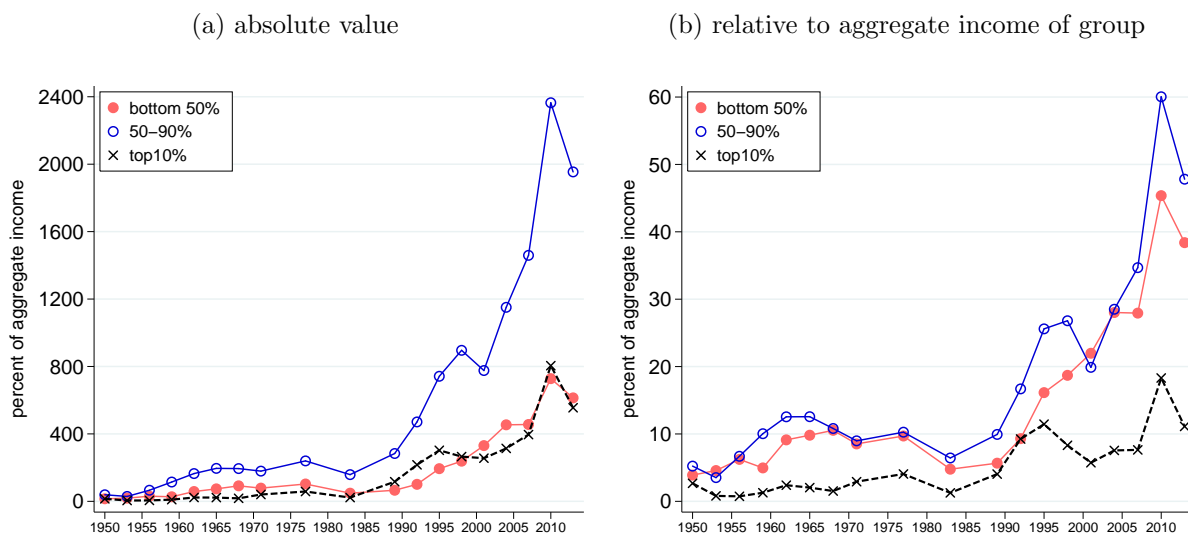 (a) absolute value
percent of aggregate income
2400
2000
1600
1200
800
400
0
bottom 50%
50–90%
top10%
1950 1955 1960 1965 1970 1975 1980 1985 1990 1995 2000 2005 2010
(b) relative to aggregate income of group
percent of aggregate income
60
50
40
30
20
10
0
bottom 50%
50–90%
top10%
1950 1955 1960 1965 1970 1975 1980 1985 1990 1995 2000 2005 2010